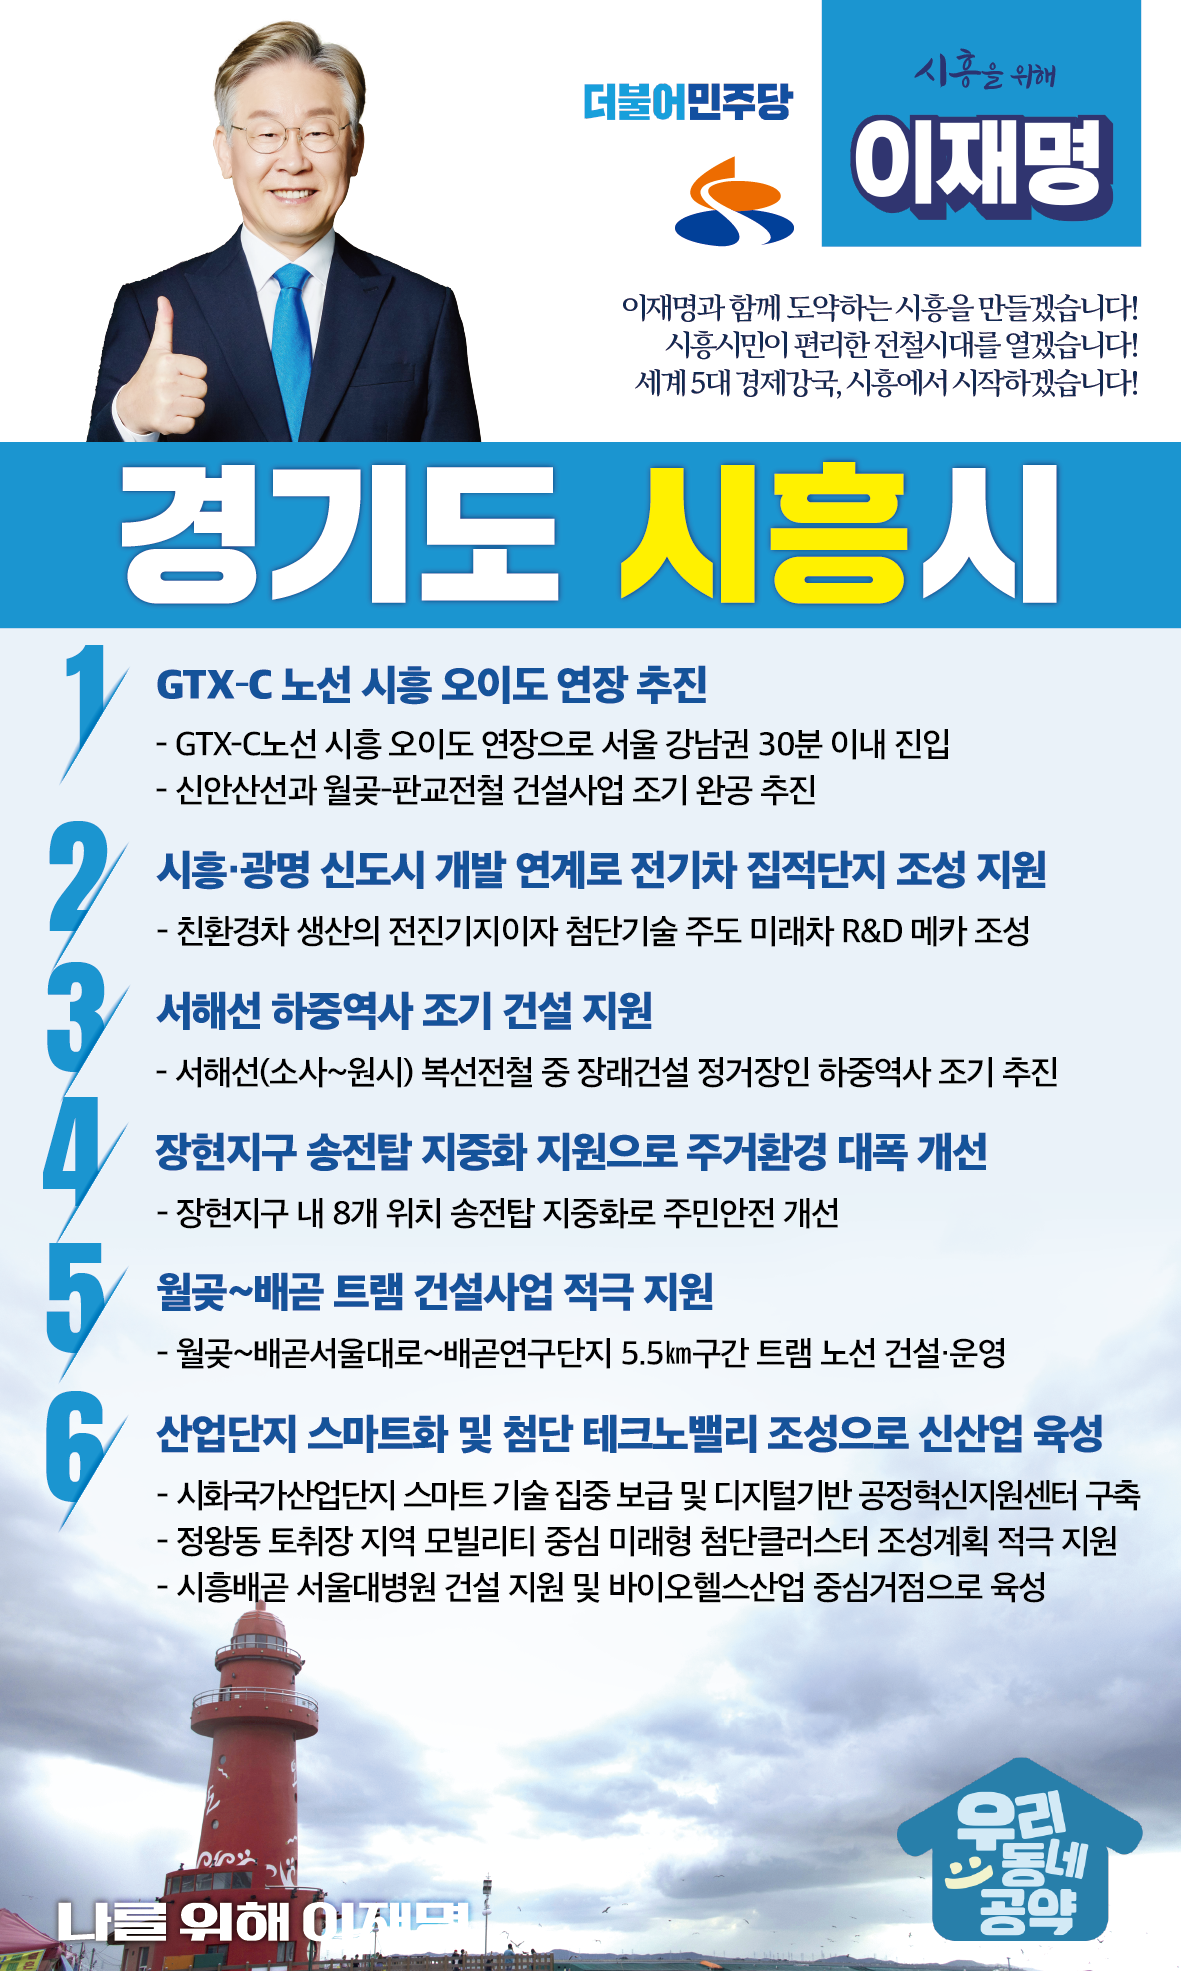 더불어민주당
시흥을 위해
이재명
이재명과 함께 도약하는 시흥을 만들겠습니다!
시흥시민이 편리한 전철시대를 열겠습니다!
세계 5대 경제강국, 시흥에서 시작하겠습니다!
경기도 시흥시
1 GTX-C 노선 시흥 오이도 연장 추진
- GTX-C노선 시흥 오이도 연장으로 서울 강남권 30분 이내 진입
- 신안산선과 월곶-판교전철 건설사업 조기 완공 추진
2 시흥·광명 신도시 개발 연계로 전기차 집적단지 조성 지원
- 친환경차 생산의 전진기지이자 첨단기술 주도 미래차 R&D 메카 조성
3 서해선 하중역사 조기 건설 지원
- 서해선(소사~원시) 복선전철 중 장래건설 정거장인 하중역사 조기 추진
4 장현지구 송전탑 지중화 지원으로 주거환경 대폭 개선
- 장현지구 내 8개 위치 송전탑 지중화로 주민안전 개선
5 월곶~배곧 트램 건설사업 적극 지원
- 월곶~배곧서울대로~배곧연구단지 5.5㎞구간 트램 노선 건설·운영
6 산업단지 스마트화 및 첨단 테크노밸리 조성으로 신산업 육성
- 시화국가산업단지 스마트 기술 집중 보급 및 디지털기반 공정혁신지원센터 구축
- 정왕동 토취장 지역 모빌리티 중심 미래형 첨단클러스터 조성계획 적극 지원
- 시흥배곧 서울대병원 건설 지원 및 바이오헬스산업 중심거점으로 육성
우리
동네
공약
나를 위해 이재명